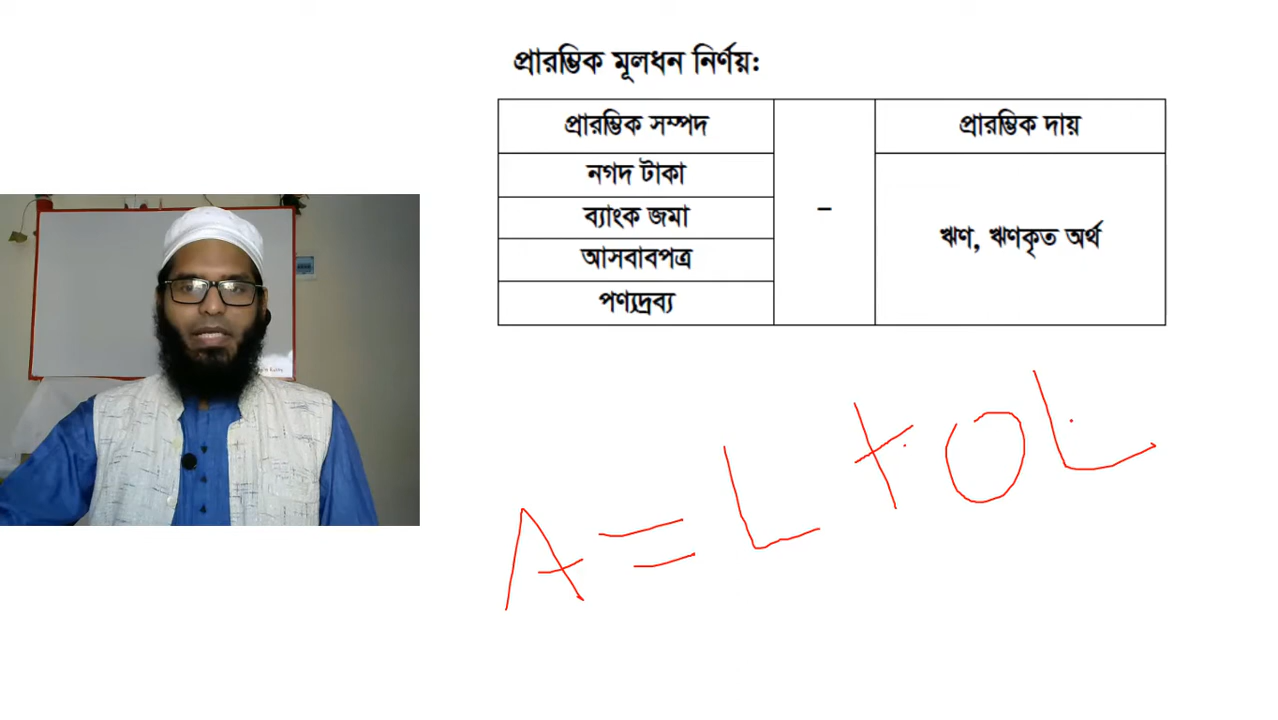 প্রারম্ভিক মূলধন নির্ণয়:
প্রারম্ভিক সম্পদ – প্রারম্ভিক দায়
নগদ টাকা
ব্যাংক জমা
আসবাবপত্র
পণ্যদ্রব্য
ঋণ, ঋণকৃত অর্থ
A = L + OL